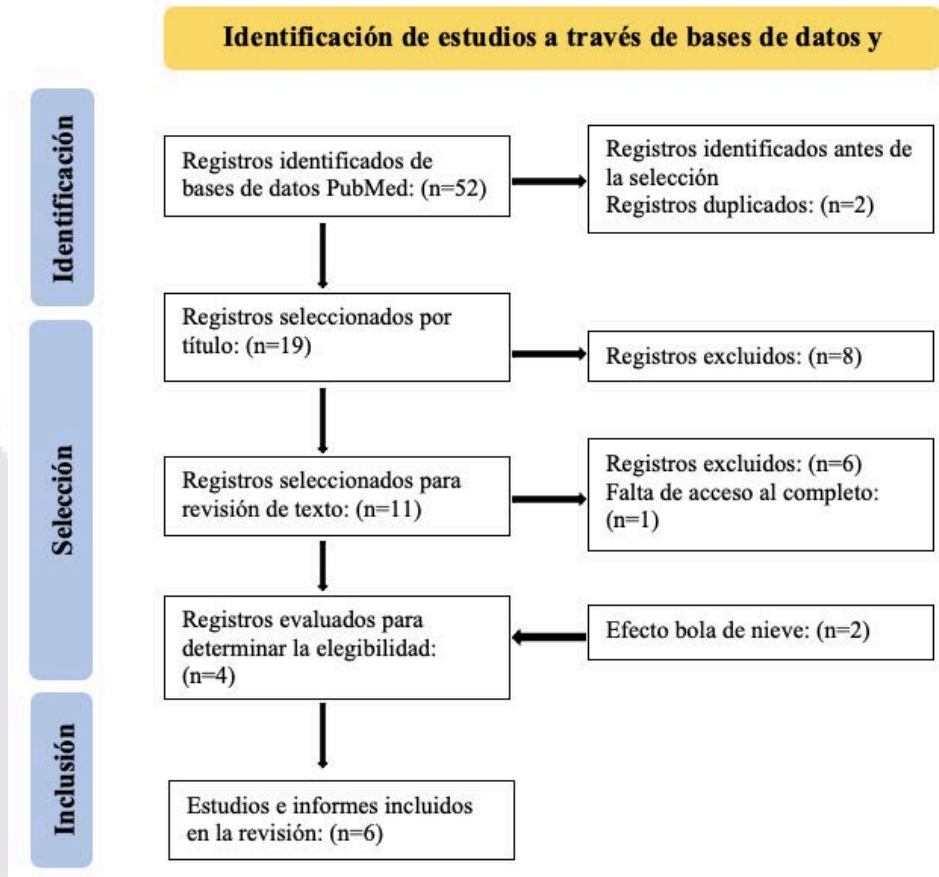 Identificación de estudios a través de bases de datos y
Identificación
Registros identificados de
bases de datos PubMed: (n=52)
Registros identificados antes de
la selección
Registros duplicados: (n=2)
Selección
Registros seleccionados por
título: (n=19)
Registros excluidos: (n=8)
Registros seleccionados para
revisión de texto: (n=11)
Registros excluidos: (n=6)
Falta de acceso al completo:
(n=1)
Registros evaluados para
determinar la elegibilidad:
(n=4)
Efecto bola de nieve: (n=2)
Inclusión
Estudios e informes incluidos
en la revisión: (n=6)